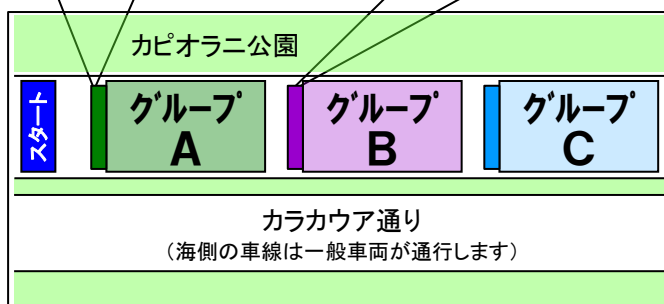 カピオラニ公園
スタート
グループ
A
グループ
B
グループ
C
カラカウア通り
(海側の車線は一般車両が通行します)